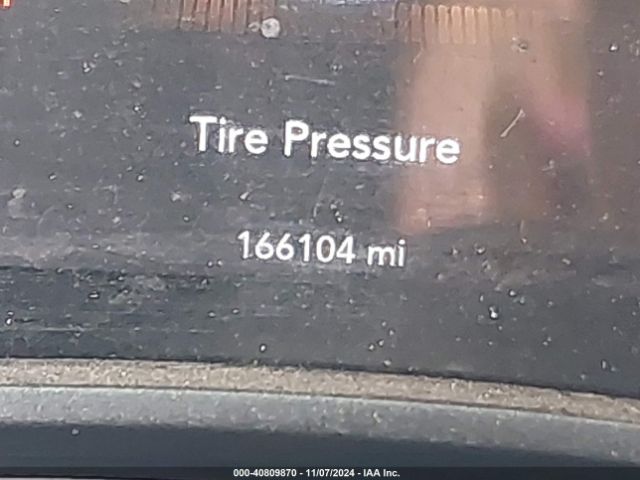 Tire Pressure
166104 mi
000-40809870 - 11/07/2024 - IAA Inc.